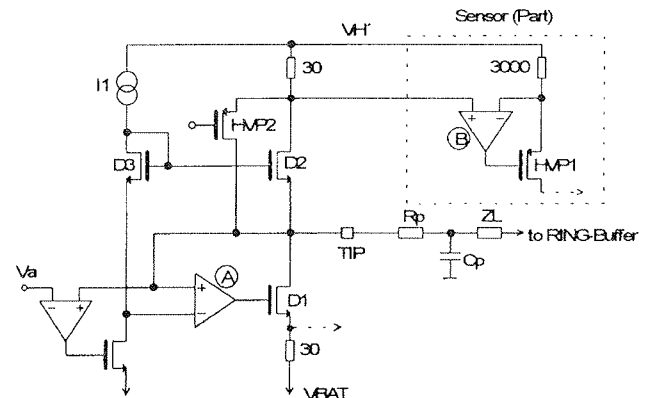 Sensor (Part)
VH'
I1
30
3000
HVP2
B
D3
D2
HVP1
Rp
ZL
to RING-Buffer
TIP
Cp
Va
A
D1
30
VBAT